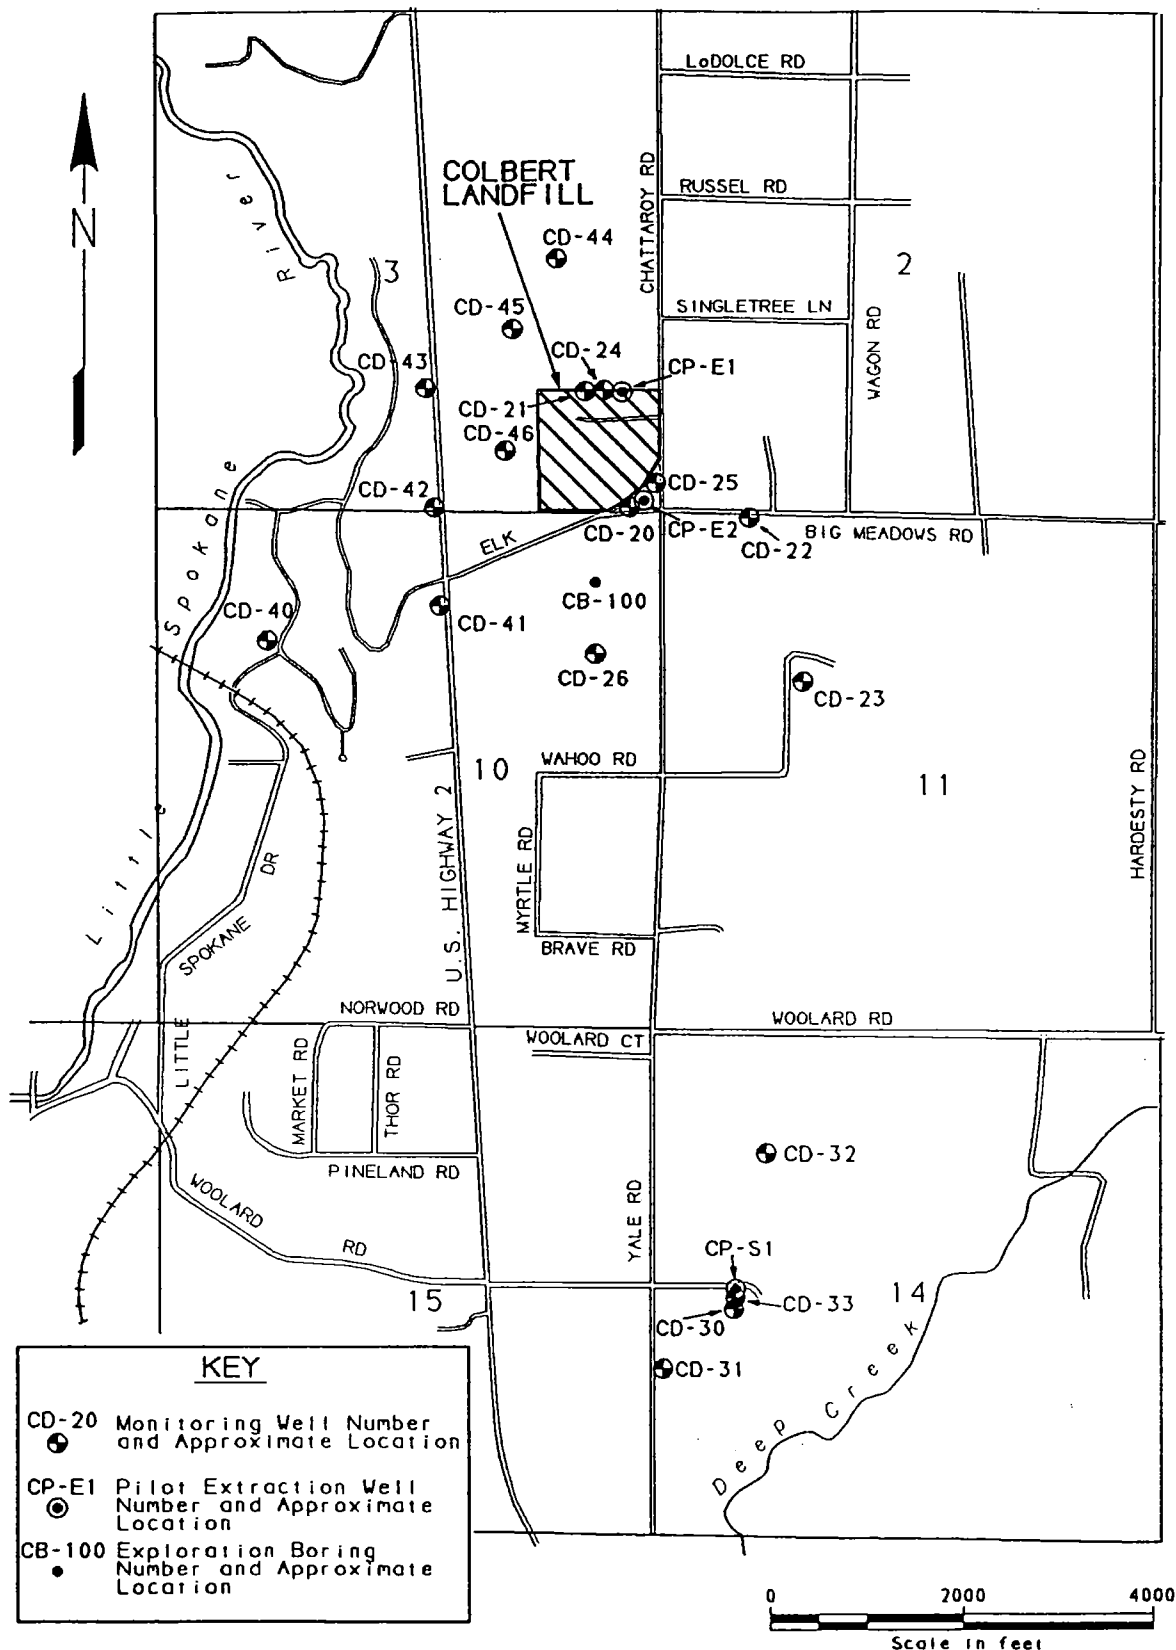 LoDOLCE RD
River
N
COLBERT
LANDFILL
CHATTAROY RD
RUSSEL RD
CD-44
3
2
CD-45
SINGLETREE LN
WAGON RD
CD-24
CD-43
CP-E1
CD-21
CD-46
Spokane
CD-42
CD-25
ELK
CD-20
CP-E2
CD-22
BIG MEADOWS RD
CD-40
CB-100
CD-41
CD-26
CD-23
10
WAHOO RD
11
HARDESTY RD
Little
U.S. HIGHWAY 2
MYRTLE RD
DR
SPOKANE
LITTLE
BRAVE RD
NORWOOD RD
WOOLARD RD
WOOLARD CT
MARKET RD
THOR RD
CD-32
PINELAND RD
WOOLARD
RD
YALE RD
CP-S1
15
CD-33
14
CD-30
CD-31
Deep Creek
KEY
CD-20 Monitoring Well Number
and Approximate Location
CP-E1 Pilot Extraction Well
Number and Approximate
Location
CB-100 Exploration Boring
Number and Approximate
Location
0 2000 4000
Scale in feet